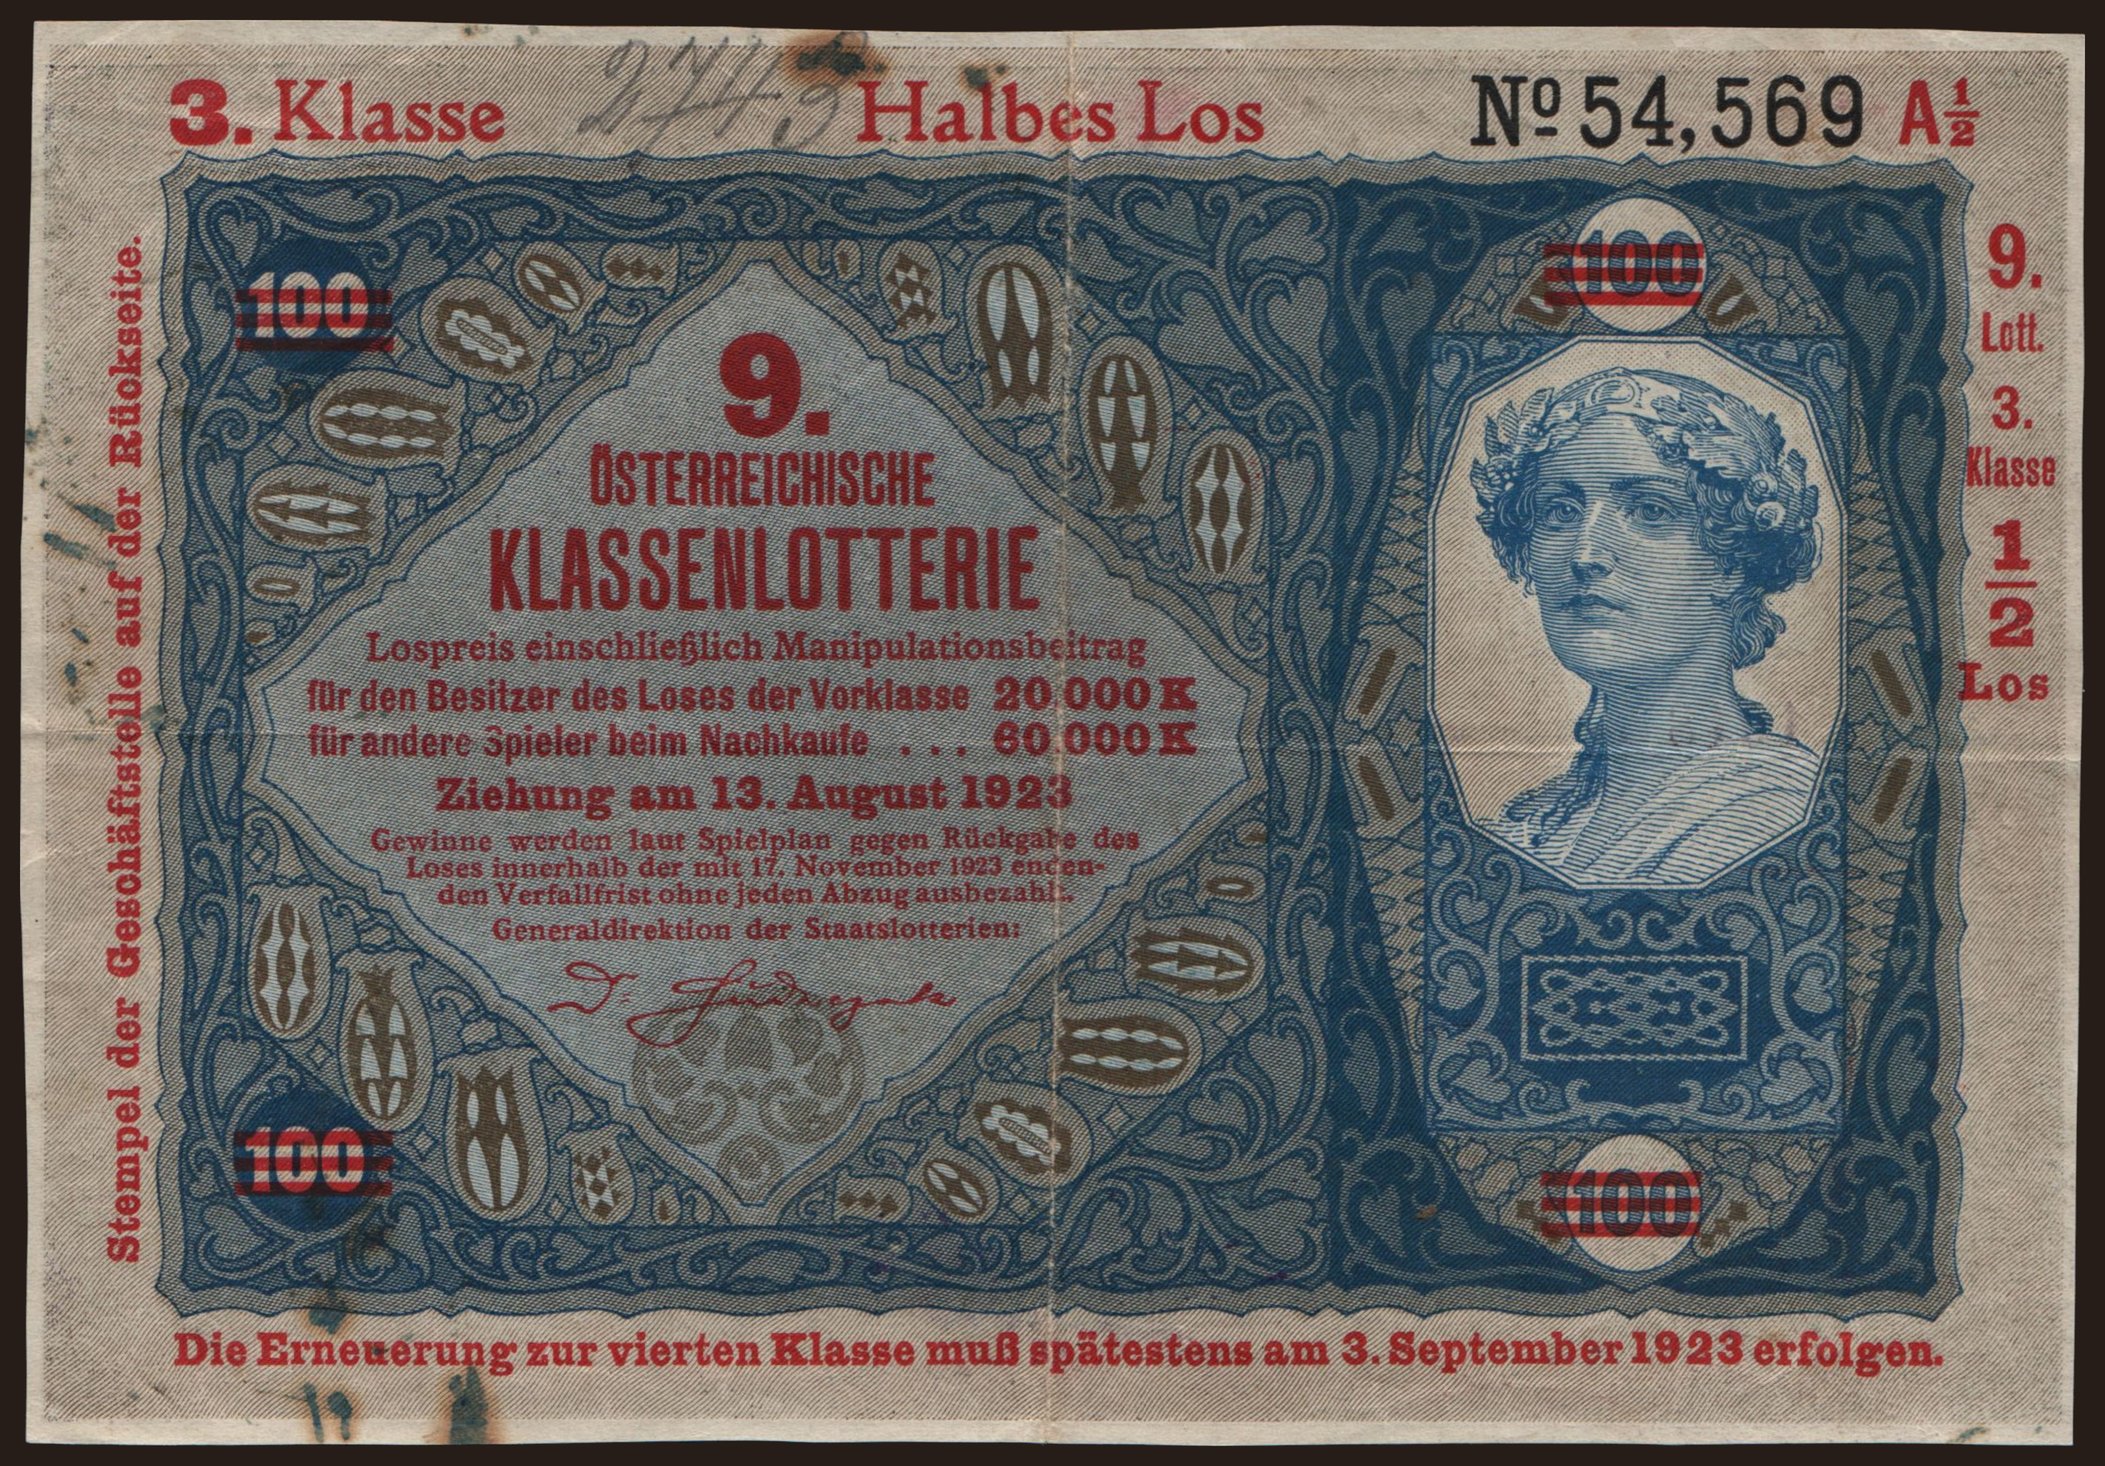 3. Klasse
2743
Halbes Los
Nº 54,569 A½
Stempel der Geschäftstelle auf der Rückseite.
100
100
9.
ÖSTERREICHISCHE
KLASSENLOTTERIE
Lospreis einschließlich Manipulationsbeitrag
für den Besitzer des Loses der Vorklasse 20.000 K
für andere Spieler beim Nachkaufe . . . 60.000 K
Ziehung am 13. August 1923
Gewinne werden laut Spielplan gegen Rückgabe des
Loses innerhalb der mit 17. November 1923 enden-
den Verfallfrist ohne jeden Abzug ausbezahlt.
Generaldirektion der Staatslotterien:
Dr.
100
100
9.
Lott.
3.
Klasse
1/2
Los
Die Erneuerung zur vierten Klasse muß spätestens am 3. September 1923 erfolgen.
19